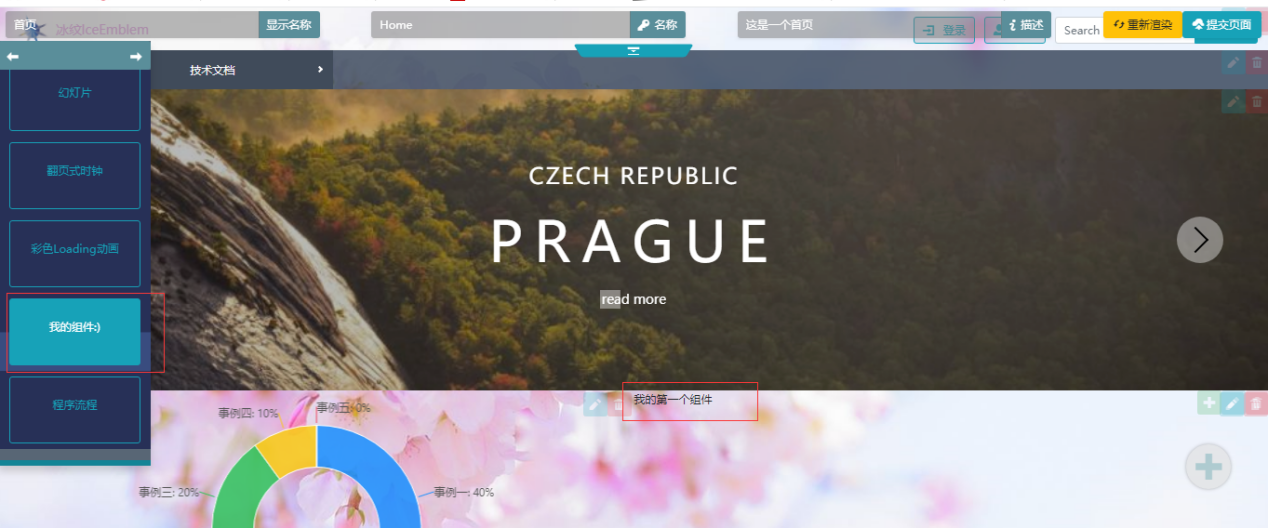 首页
冰纹IceEmblem
显示名称
Home
名称
这是一个首页
登录
描述
Search
重新渲染
提交页面
技术文档
幻灯片
翻页式时钟
彩色Loading动画
我的组件:)
程序流程
CZECH REPUBLIC
PRAGUE
read more
我的第一个组件
事例四: 10%
事例五: 0%
事例三: 20%
事例一: 40%